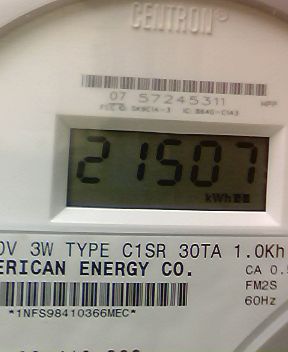 CENTRON®
07 57245311
HPP
21507
kWh
0V 3W TYPE C1SR 30TA 1.0Kh
ERICAN ENERGY CO.
CA 0.5
FM2S
60Hz
*1NFS98410366MEC*